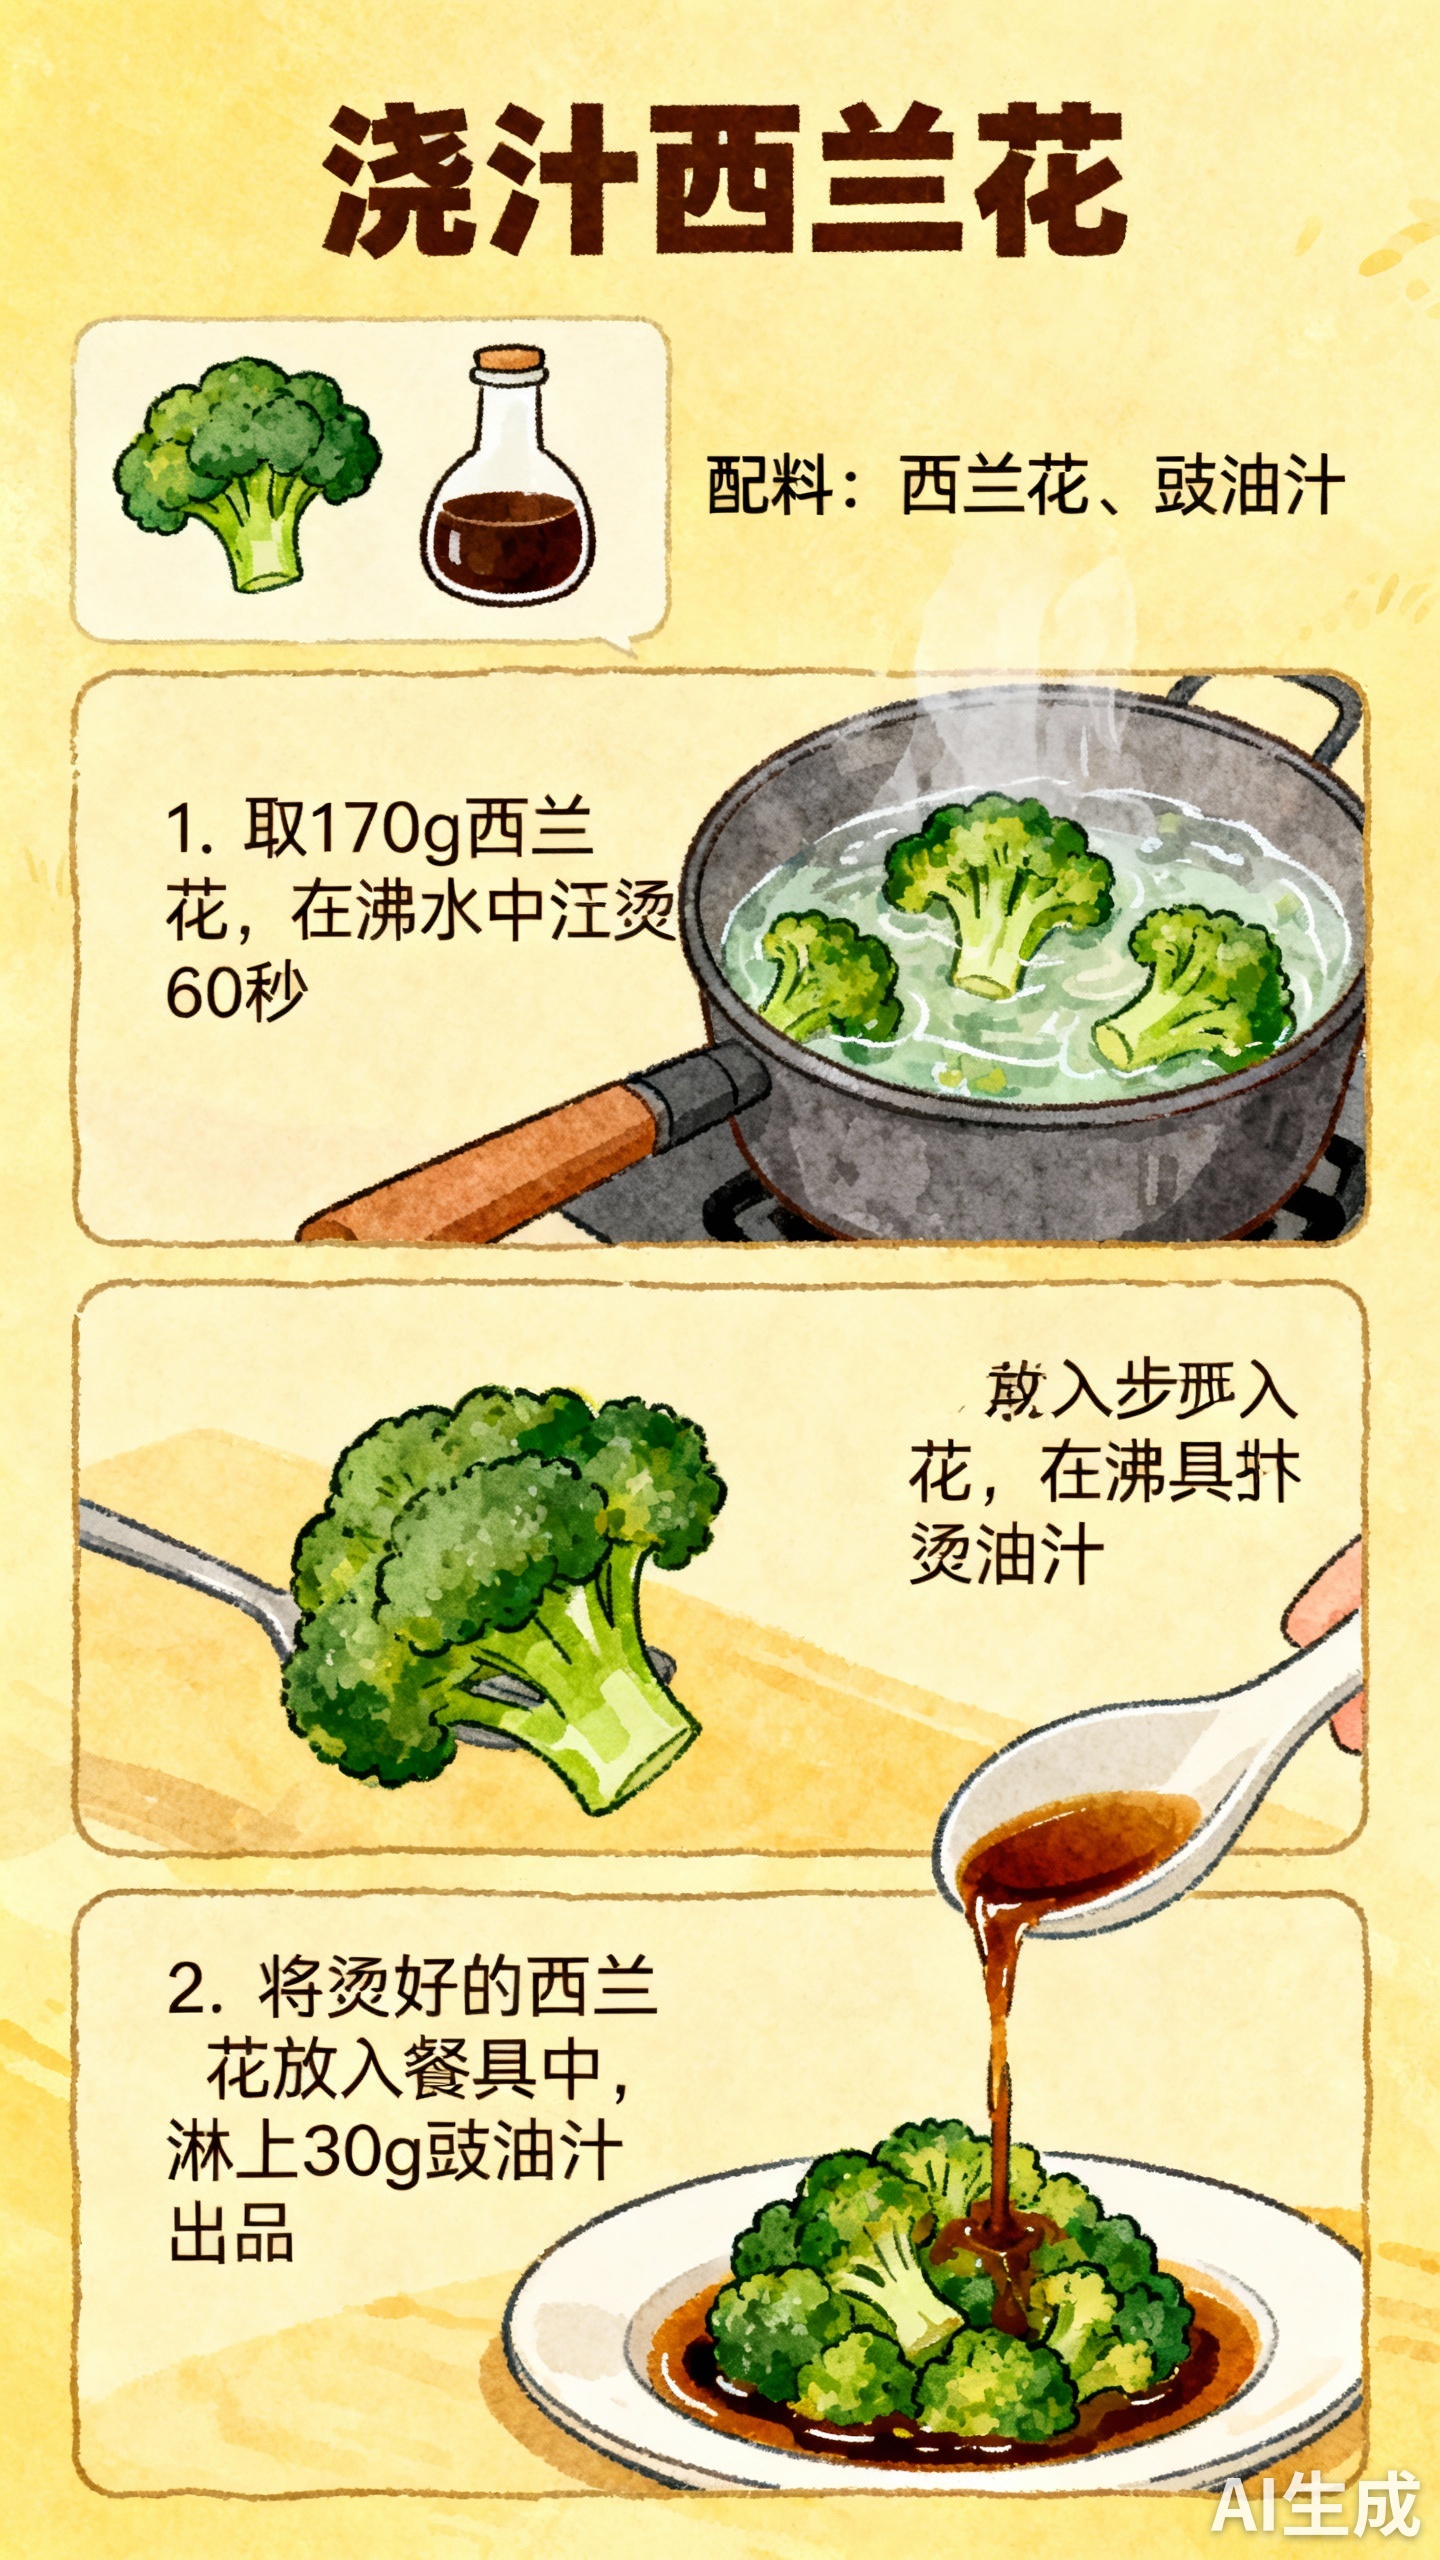 浇汁西兰花
配料：西兰花、豉油汁
1. 取170g西兰
花，在沸水中汪烫
60秒
入步入
花，在沸具
烫油汁
2. 将烫好的西兰
花放入餐具中，
淋上30g豉油汁
出品
AI生成